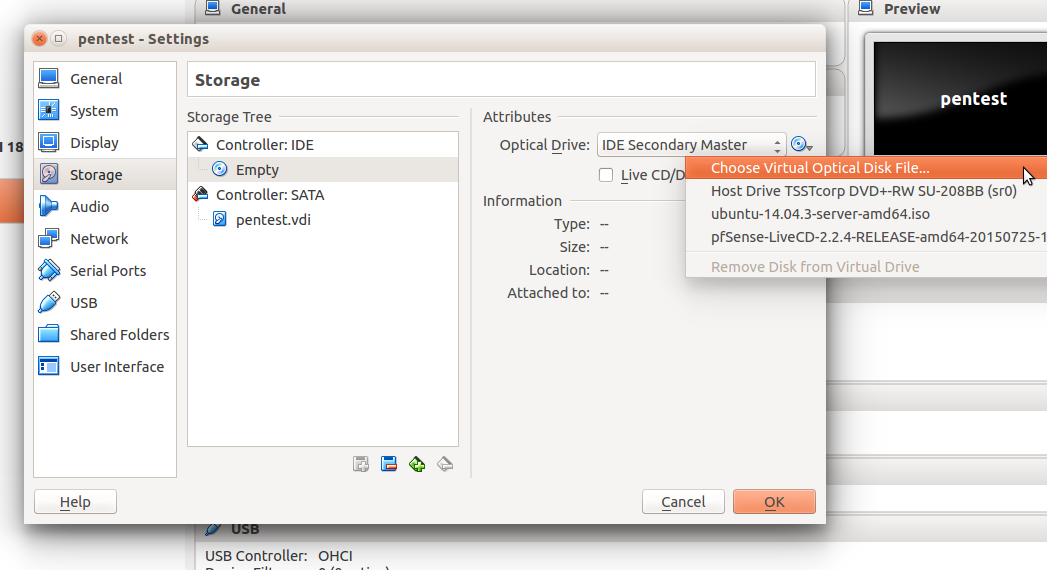 General
Preview
pentest - Settings
General
System
Display
Storage
Audio
Network
Serial Ports
USB
Shared Folders
User Interface
Storage
Storage Tree
Controller: IDE
Empty
Controller: SATA
pentest.vdi
Attributes
Optical Drive: IDE Secondary Master
Live CD/D
Information
Type: --
Size: --
Location: --
Attached to: --
Choose Virtual Optical Disk File...
Host Drive TSSTcorp DVD+-RW SU-208BB (sr0)
ubuntu-14.04.3-server-amd64.iso
pfSense-LiveCD-2.2.4-RELEASE-amd64-20150725-1
Remove Disk from Virtual Drive
pentest
18
Help
Cancel
OK
USB
USB Controller: OHCI